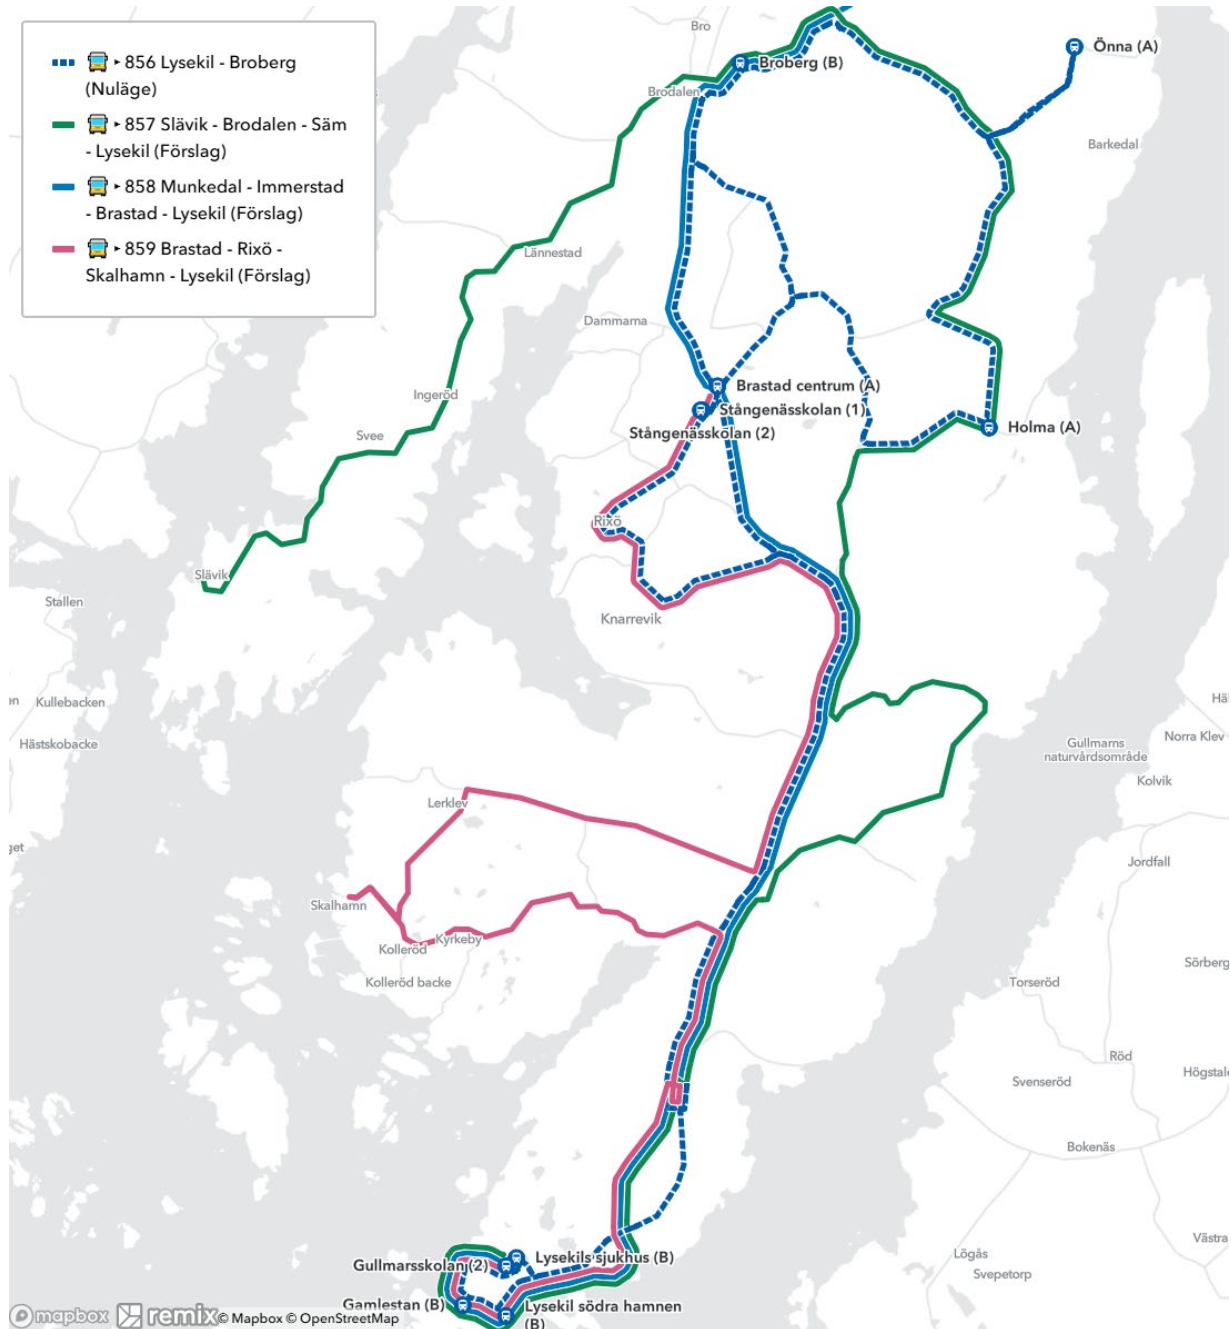 856 Lysekil - Broberg
(Nuläge)
857 Slävik - Brodalen - Säm
- Lysekil (Förslag)
858 Munkedal - Immerstad
- Brastad - Lysekil (Förslag)
859 Brastad - Rixö -
Skalhamn - Lysekil (Förslag)
Bro
Önna (A)
Broberg (B)
Brodalen
Barkedal
Lännestad
Dammarna
Brastad centrum (A)
Ingeröd
Stångenässkolan (1)
Holma (A)
Stångenässkolan (2)
Svee
Rixö
Slävik
Stallen
Knarrevik
Kullebacken
Hästskobacke
Gullmarns
naturvårdsområde
Norra Klev
Kolvik
Lerklev
Jordfall
Skalhamn
Kolleröd
Kyrkeby
Kolleröd backe
Torseröd
Sörberg
Röd
Svenseröd
Högstale
Bokenäs
Västra
Lysekils sjukhus (B)
Gullmarsskolan (2)
Lögås
Svepetorp
Gamlestan (B)
Lysekil södra hamnen
(B)
mapbox remix © Mapbox © OpenStreetMap